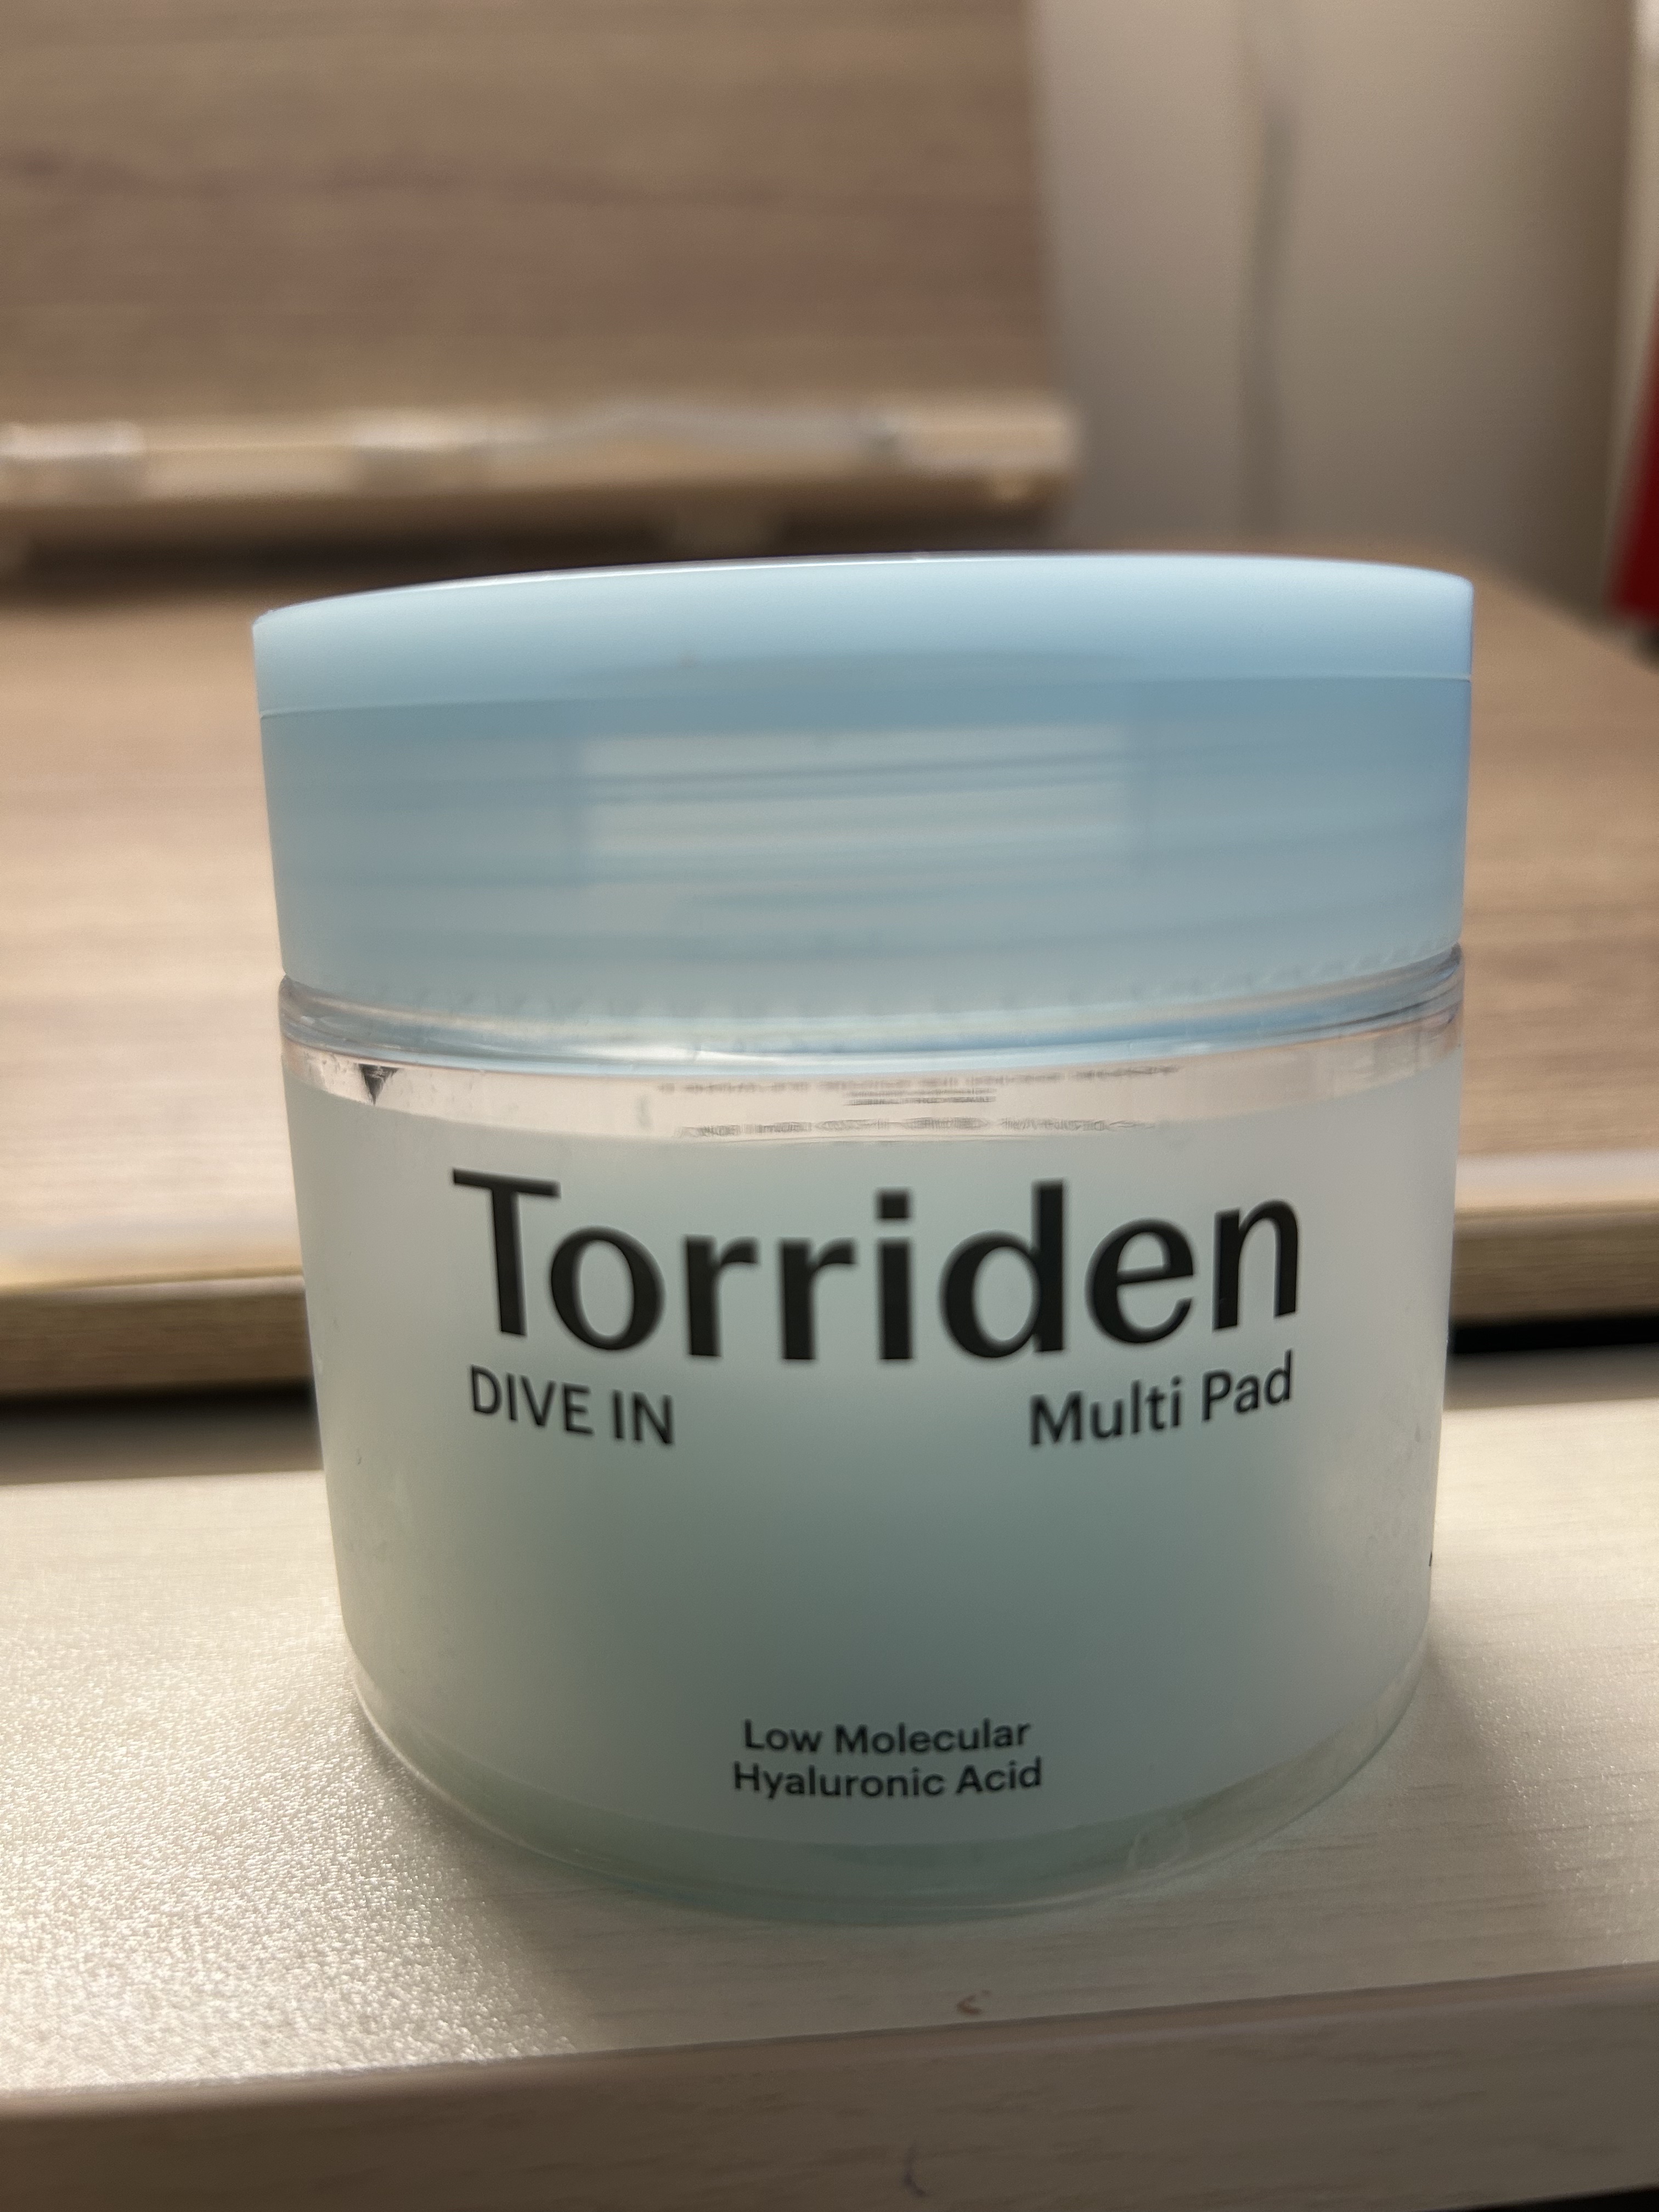 Torriden
DIVE IN Multi Pad
Low Molecular
Hyaluronic Acid